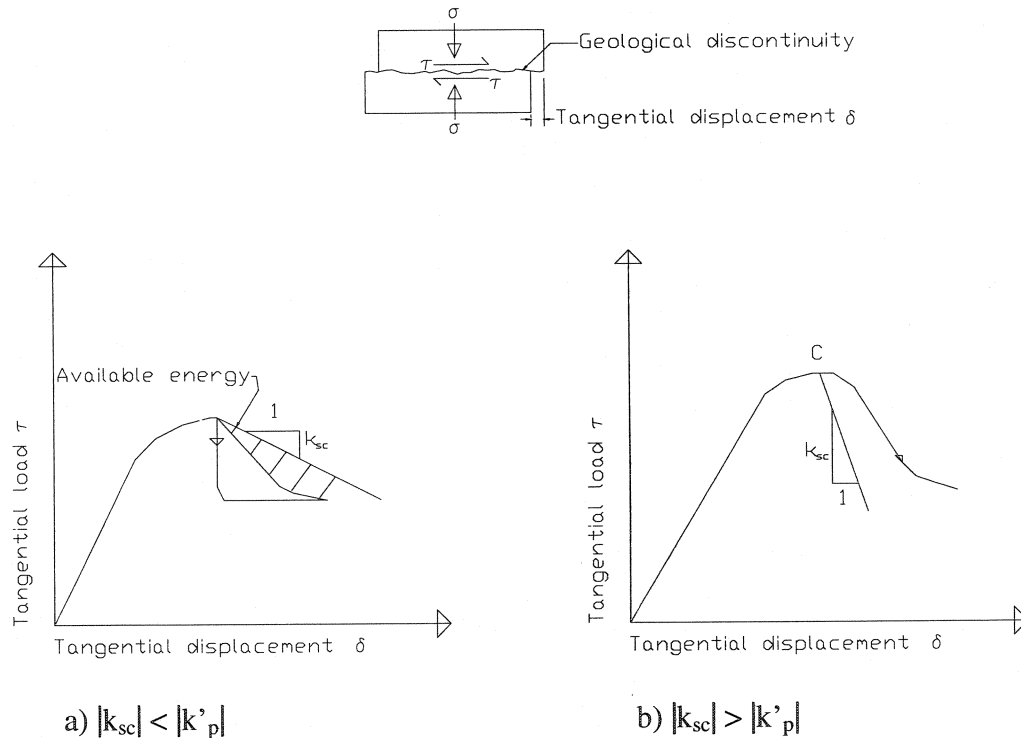 σ
Geological discontinuity
τ
τ
σ
Tangential displacement δ
Available energy
1
k_sc
Tangential load τ
Tangential displacement δ
a) |k_sc| < |k’_p|
C
k_sc
1
Tangential load τ
Tangential displacement δ
b) |k_sc| > |k’_p|